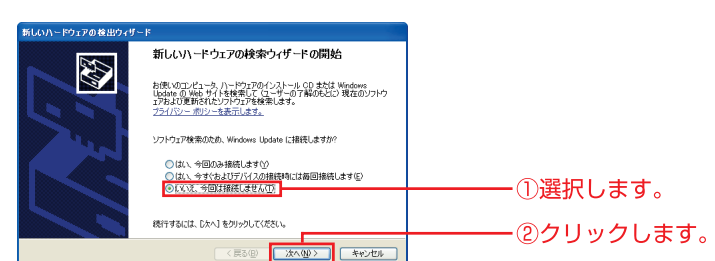 新しいハードウェアの検出ウィザード
新しいハードウェアの検索ウィザードの開始
お使いのコンピュータ、ハードウェアのインストール CD または Windows
Update の Web サイトを検索して (ユーザーの了解のもとに) 現在のソフトウ
ェアおよび更新されたソフトウェアを検索します。
プライバシー ポリシーを表示します。
ソフトウェア検索のため、Windows Update に接続しますか?
はい、今回のみ接続します(Y)
はい、今すぐおよびデバイスの接続時には毎回接続します(E)
いいえ、今回は接続しません(T)
①選択します。
続行するには、[次へ] をクリックしてください。
②クリックします。
< 戻る(B)
次へ(N) >
キャンセル